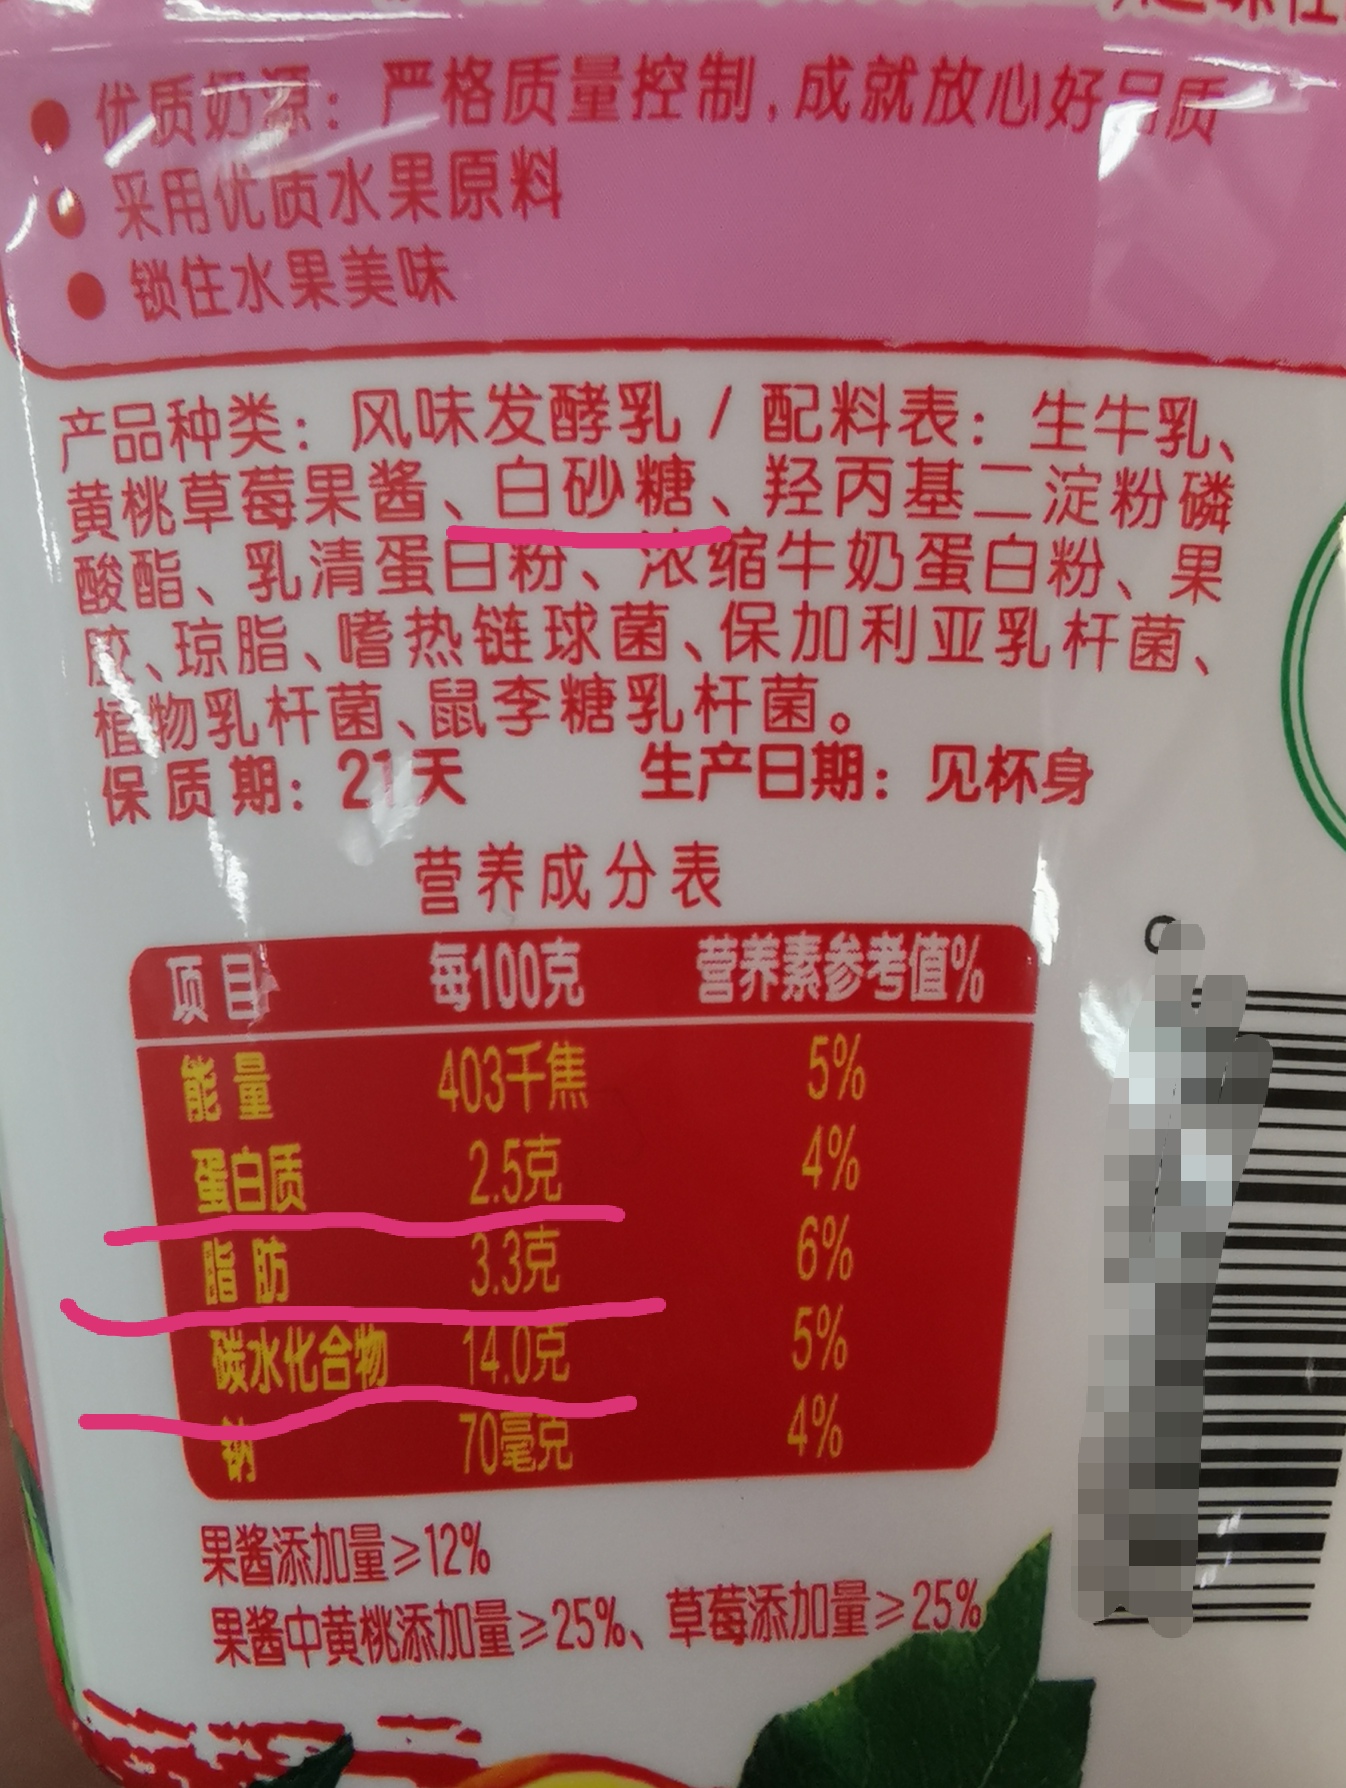 ● 优质奶源：严格质量控制，成就放心好品质
● 采用优质水果原料
● 锁住水果美味
产品种类：风味发酵乳 / 配料表：生牛乳、
黄桃草莓果酱、白砂糖、羟丙基二淀粉磷
酸酯、乳清蛋白粉、浓缩牛奶蛋白粉、果
胶、琼脂、嗜热链球菌、保加利亚乳杆菌、
植物乳杆菌、鼠李糖乳杆菌。
保质期：21天 生产日期：见杯身
营养成分表
项目 每100克 营养素参考值%
能量 403千焦 5%
蛋白质 2.5克 4%
脂肪 3.3克 6%
碳水化合物 14.0克 5%
钠 70毫克 4%
果酱添加量≥12%
果酱中黄桃添加量≥25%、草莓添加量≥25%